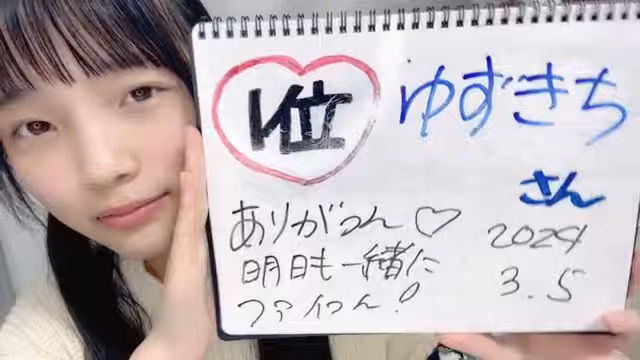 1位
ゆずきち
さん
ありがつん♡
明日も一緒に
ファイつん!
2024
3.5